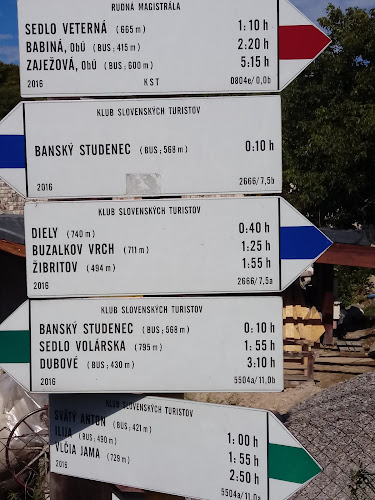 RUDNÁ MAGISTRÁLA
SEDLO VETERNÁ (665 m) 1:10 h
BABINÁ, ObÚ (BUS; 415 m) 2:20 h
ZAJEŽOVÁ, ObÚ (BUS; 600 m) 5:15 h
2016 KST 0804e/0,0b
KLUB SLOVENSKÝCH TURISTOV
BANSKÝ STUDENEC (BUS; 568 m) 0:10 h
2016 2666/7,5b
KLUB SLOVENSKÝCH TURISTOV
DIELY (740 m) 0:40 h
BUZALKOV VRCH (711 m) 1:25 h
ŽIBRITOV (494 m) 1:55 h
2016 2666/7,5a
KLUB SLOVENSKÝCH TURISTOV
BANSKÝ STUDENEC (BUS; 568 m) 0:10 h
SEDLO VOLÁRSKA (795 m) 1:55 h
DUBOVÉ (BUS; 430 m) 3:10 h
2016 5504a/11,0b
KLUB SLOVENSKÝCH TURISTOV
SVÄTÝ ANTON (BUS; 421 m) 1:00 h
ILIJA (BUS; 490 m) 1:55 h
VLČIA JAMA (729 m) 2:50 h
2016 5504a/11,0a